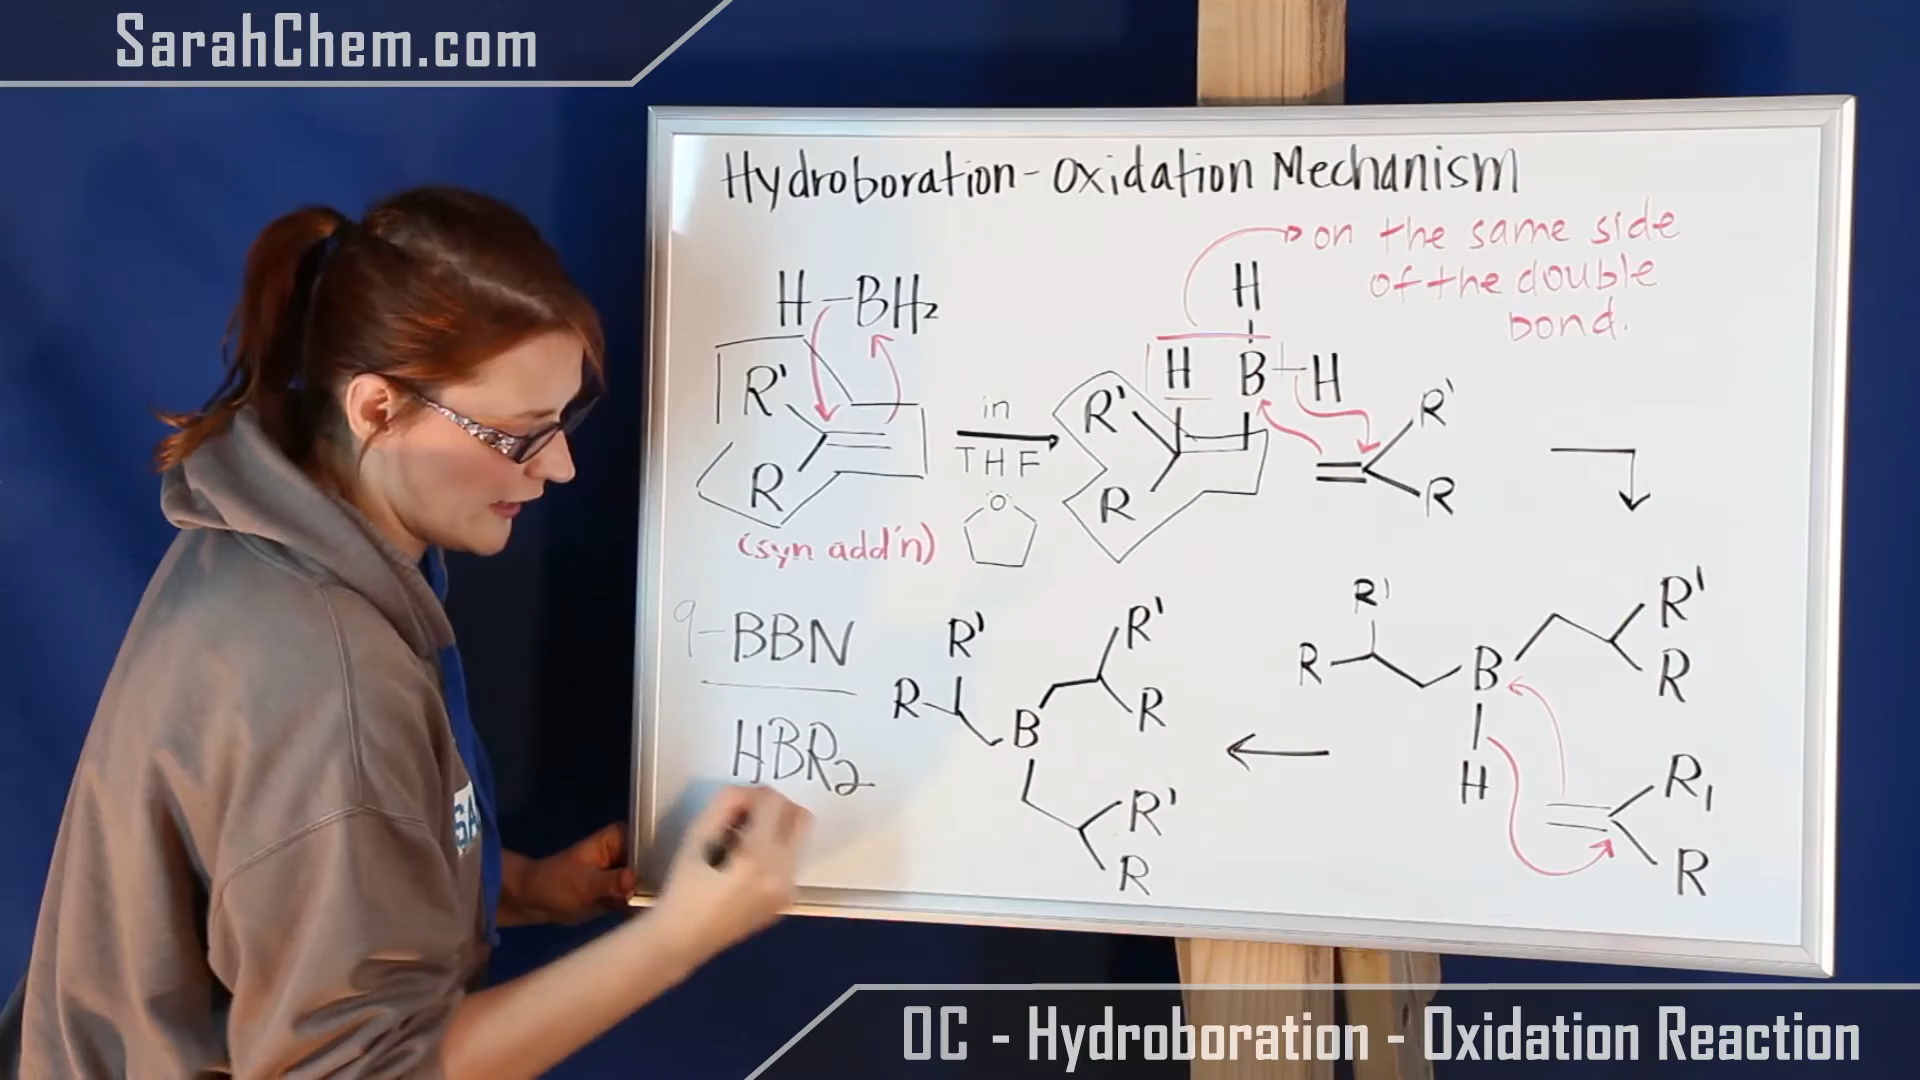 SarahChem.com
Hydroboration-Oxidation Mechanism
on the same side
of the double
bond.
H-BH2
R'
R
(syn add'n)
in
THF
O
H
H B-H
R'
R
R'
R
9-BBN
HBR2
R'
R
B
R'
R
R'
R
R'
R
B
H
R'
R
R1
R
OC - Hydroboration - Oxidation Reaction